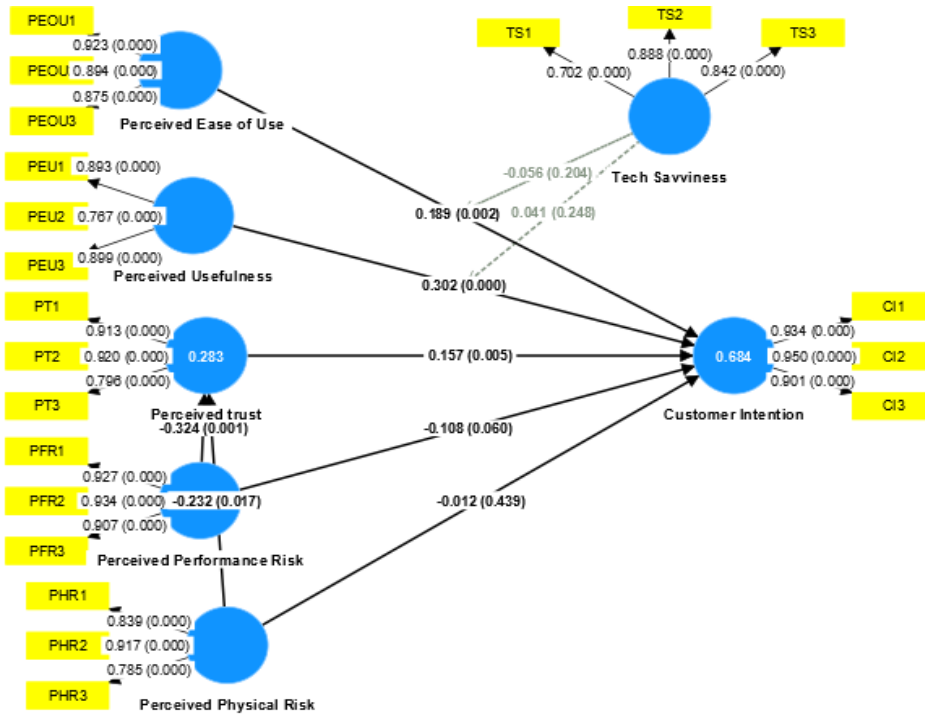 PEOU1
0.923 (0.000)
PEOU 0.894 (0.000)
0.875 (0.000)
PEOU3
Perceived Ease of Use
TS1
TS2
TS3
0.702 (0.000)
0.888 (0.000)
0.842 (0.000)
Tech Savviness
-0.056 (0.204)
0.189 (0.002)
0.041 (0.248)
PEU1
0.893 (0.000)
PEU2
0.767 (0.000)
PEU3
0.899 (0.000)
Perceived Usefulness
0.302 (0.000)
PT1
0.913 (0.000)
PT2
0.920 (0.000)
0.796 (0.000)
PT3
0.283
Perceived trust
0.157 (0.005)
-0.324 (0.001)
0.684
Customer Intention
0.934 (0.000)
0.950 (0.000)
0.901 (0.000)
CI1
CI2
CI3
-0.108 (0.060)
PFR1
0.927 (0.000)
PFR2
0.934 (0.000)
-0.232 (0.017)
0.907 (0.000)
PFR3
Perceived Performance Risk
-0.012 (0.439)
PHR1
0.839 (0.000)
PHR2
0.917 (0.000)
0.785 (0.000)
PHR3
Perceived Physical Risk